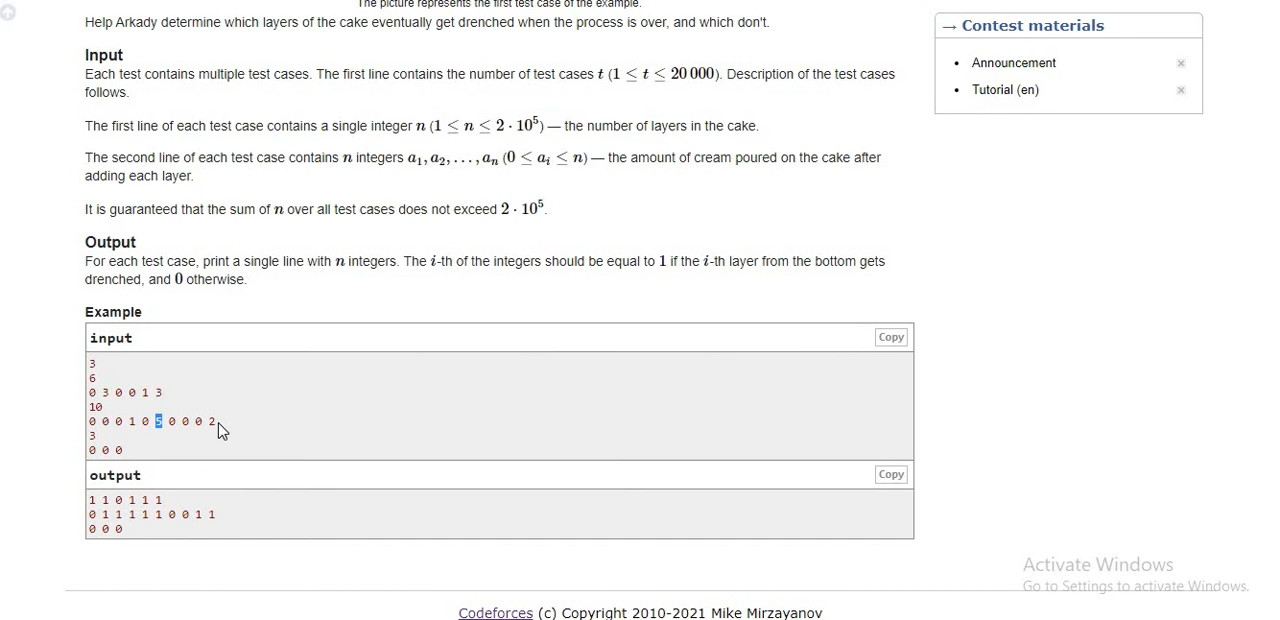 The picture represents the first test case of the example.
Help Arkady determine which layers of the cake eventually get drenched when the process is over, and which don't.
→ Contest materials
Announcement
Tutorial (en)
Input
Each test contains multiple test cases. The first line contains the number of test cases t (1 ≤ t ≤ 20 000). Description of the test cases
follows.
The first line of each test case contains a single integer n (1 ≤ n ≤ 2 · 10⁵) — the number of layers in the cake.
The second line of each test case contains n integers a₁, a₂, . . . , aₙ (0 ≤ aᵢ ≤ n) — the amount of cream poured on the cake after
adding each layer.
It is guaranteed that the sum of n over all test cases does not exceed 2 · 10⁵.
Output
For each test case, print a single line with n integers. The i-th of the integers should be equal to 1 if the i-th layer from the bottom gets
drenched, and 0 otherwise.
Example
input
Copy
3
6
0 3 0 0 1 3
10
0 0 0 1 0 5 0 0 0 2
3
0 0 0
output
Copy
1 1 0 1 1 1
0 1 1 1 1 1 0 0 1 1
0 0 0
Activate Windows
Go to Settings to activate Windows.
Codeforces (c) Copyright 2010-2021 Mike Mirzayanov